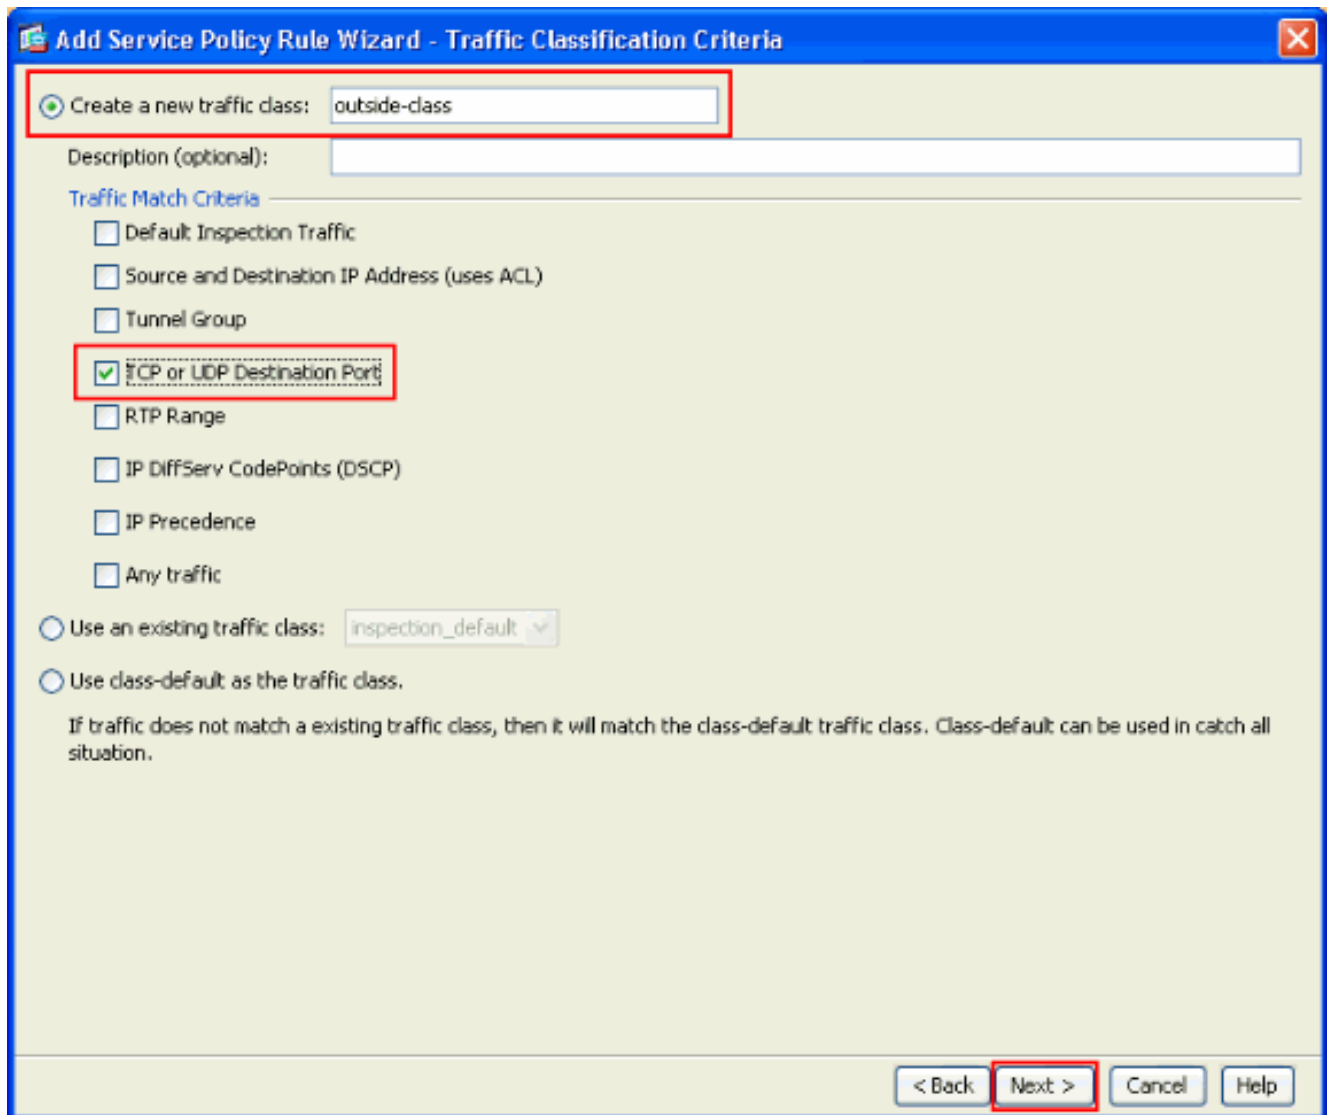 Add Service Policy Rule Wizard - Traffic Classification Criteria
Create a new traffic class: outside-class
Description (optional):
Traffic Match Criteria
Default Inspection Traffic
Source and Destination IP Address (uses ACL)
Tunnel Group
TCP or UDP Destination Port
RTP Range
IP DiffServ CodePoints (DSCP)
IP Precedence
Any traffic
Use an existing traffic class: inspection_default
Use class-default as the traffic class.
If traffic does not match a existing traffic class, then it will match the class-default traffic class. Class-default can be used in catch all
situation.
< Back Next > Cancel Help